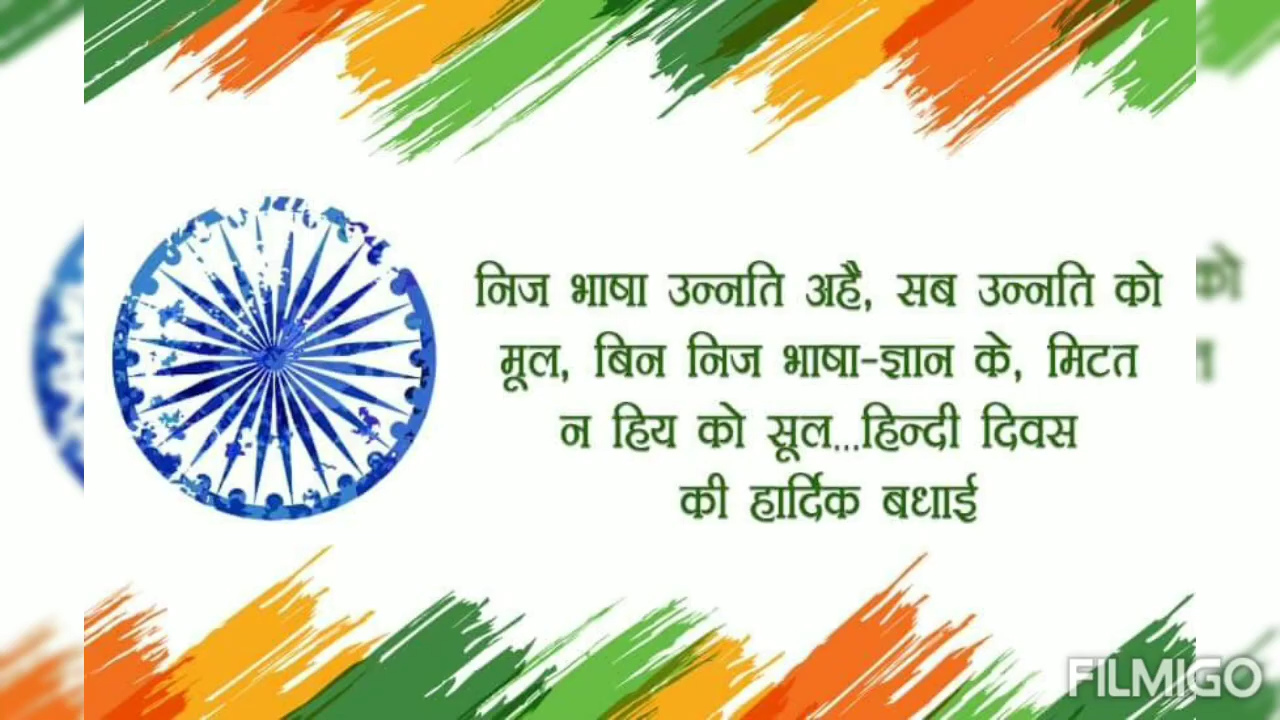 निज भाषा उन्नति अहै, सब उन्नति को
मूल, बिन निज भाषा-ज्ञान के, मिटत
न हिय को सूल...हिन्दी दिवस
की हार्दिक बधाई
FILMIGO